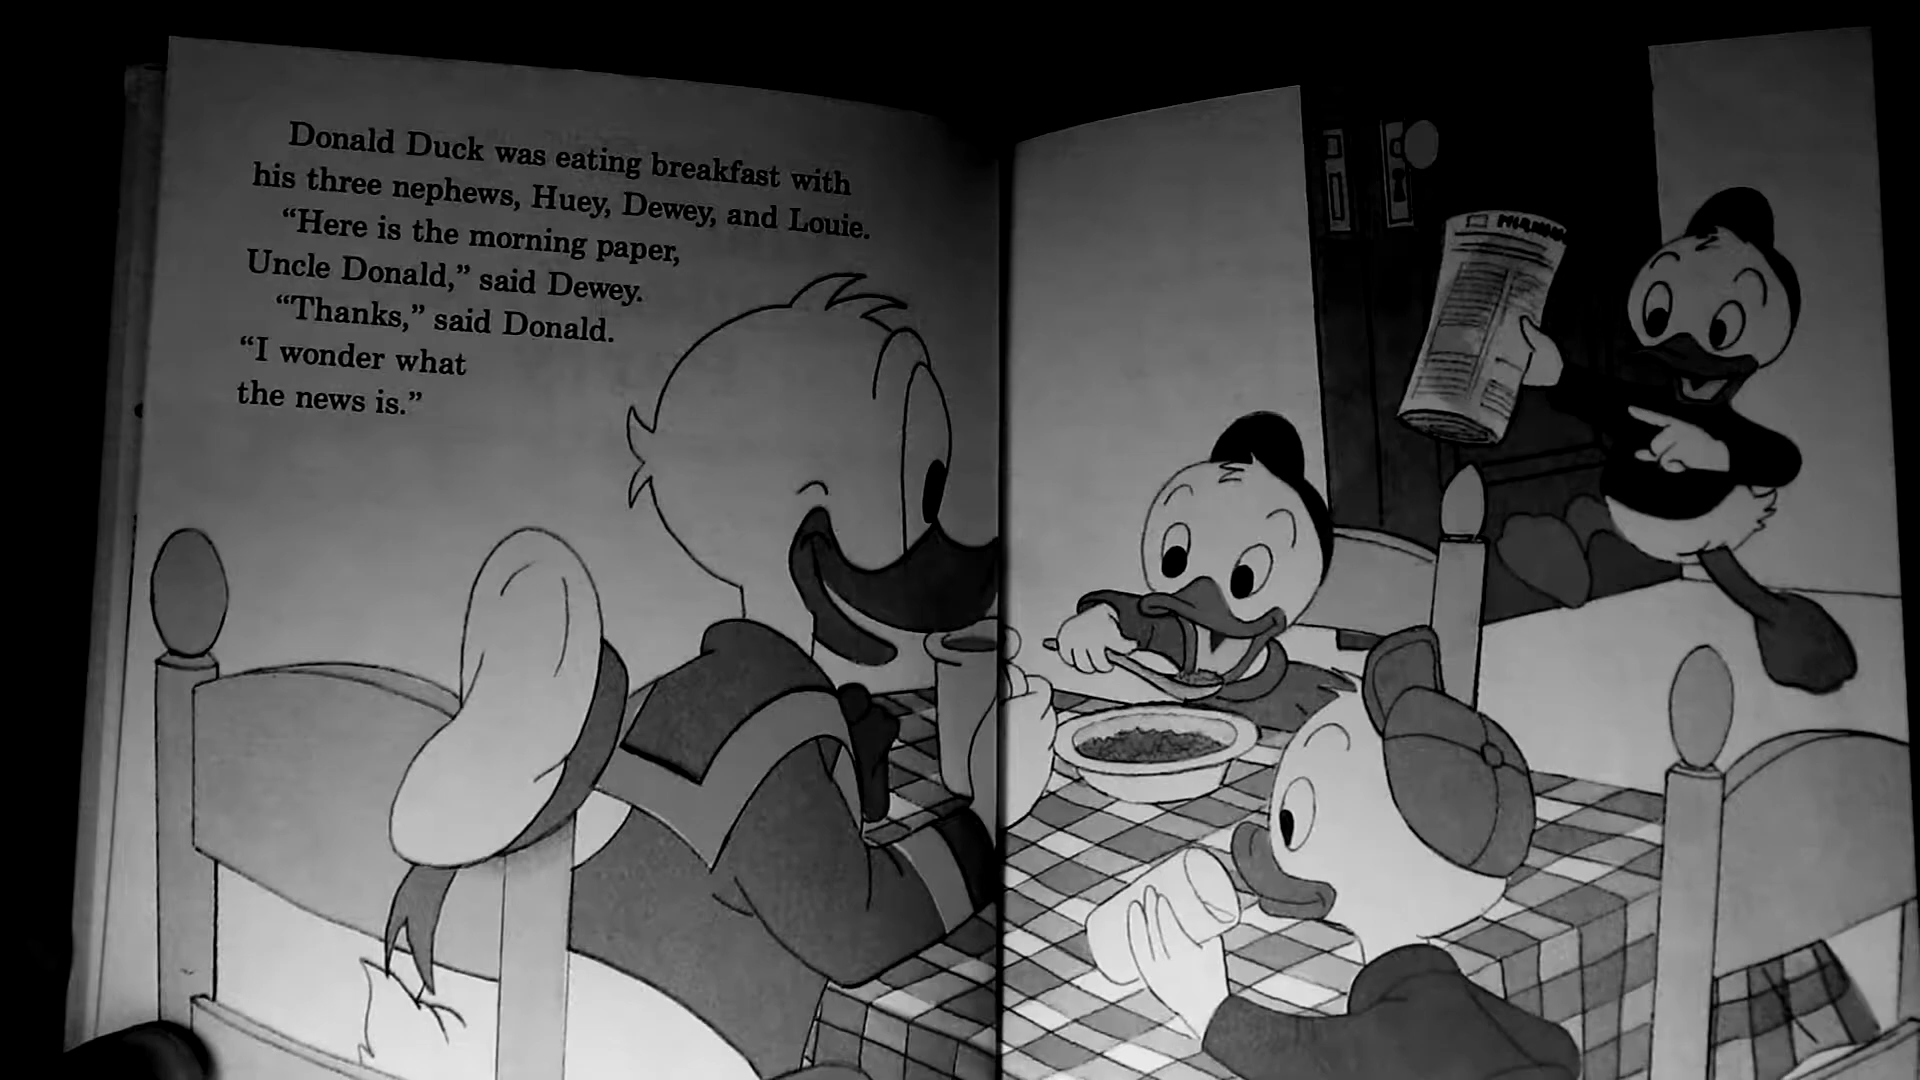 Donald Duck was eating breakfast with
his three nephews, Huey, Dewey, and Louie.
“Here is the morning paper,
Uncle Donald,” said Dewey.
“Thanks,” said Donald.
“I wonder what
the news is.”